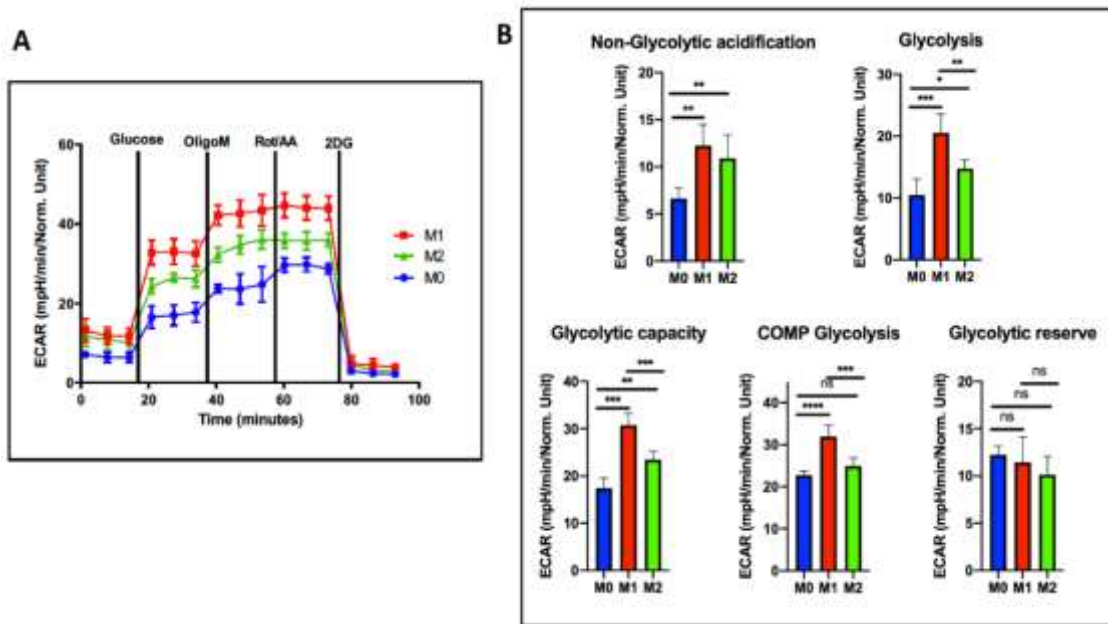 A
Glucose OligoM Rot/AA 2DG
60
40
20
0
ECAR (mpH/min/Norm. Unit)
0 20 40 60 80 100
Time (minutes)
M1
M2
M0
B
Non-Glycolytic acidification
ECAR (mpH/min/Norm. Unit)
20
15
10
5
0
**
**
M0 M1 M2
Glycolysis
ECAR (mpH/min/Norm. Unit)
30
20
10
0
**
*
***
M0 M1 M2
Glycolytic capacity
ECAR (mpH/min/Norm. Unit)
40
30
20
10
0
***
**
***
M0 M1 M2
COMP Glycolysis
ECAR (mpH/min/Norm. Unit)
40
30
20
10
0
***
ns
****
M0 M1 M2
Glycolytic reserve
ECAR (mpH/min/Norm. Unit)
20
15
10
5
0
ns
ns
ns
M0 M1 M2